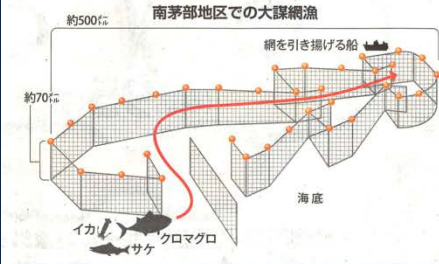 南茅部地区での大謀網漁
約500メートル
網を引き揚げる船
約70メートル
海底
イカ
クロマグロ
サケ